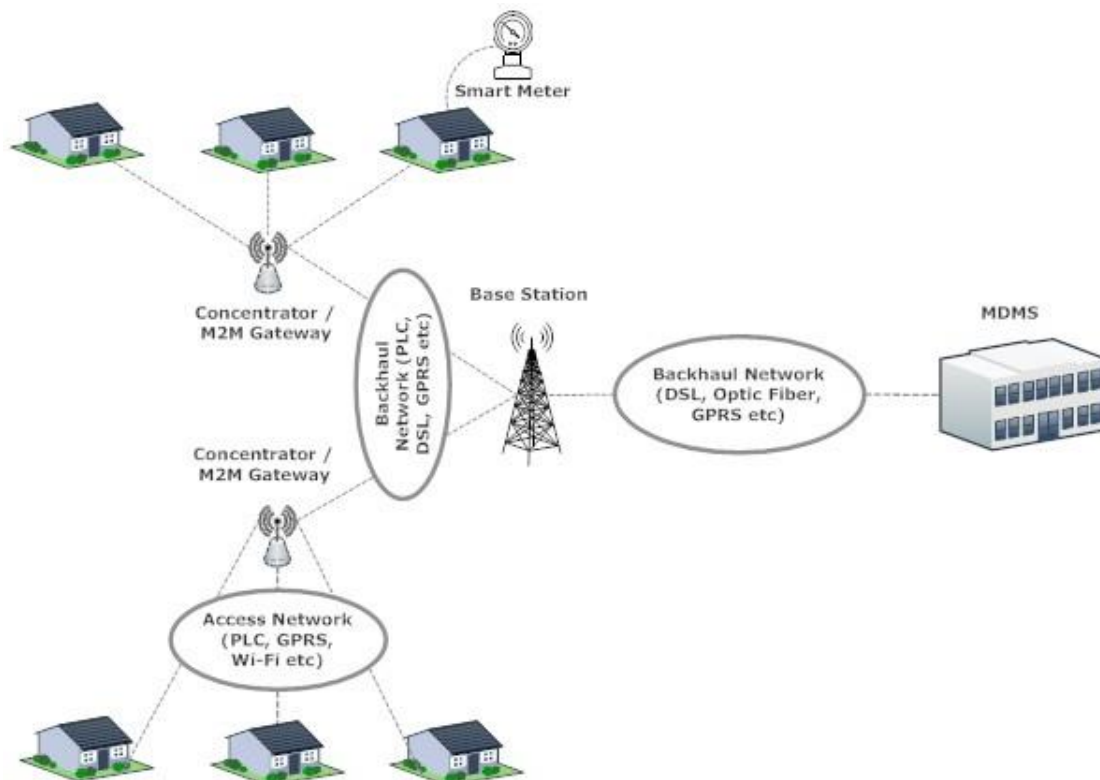 Smart Meter
Concentrator /
M2M Gateway
Backhaul
Network (PLC,
DSL, GPRS etc)
Base Station
Backhaul Network
(DSL, Optic Fiber,
GPRS etc)
MDMS
Concentrator /
M2M Gateway
Access Network
(PLC, GPRS,
Wi-Fi etc)